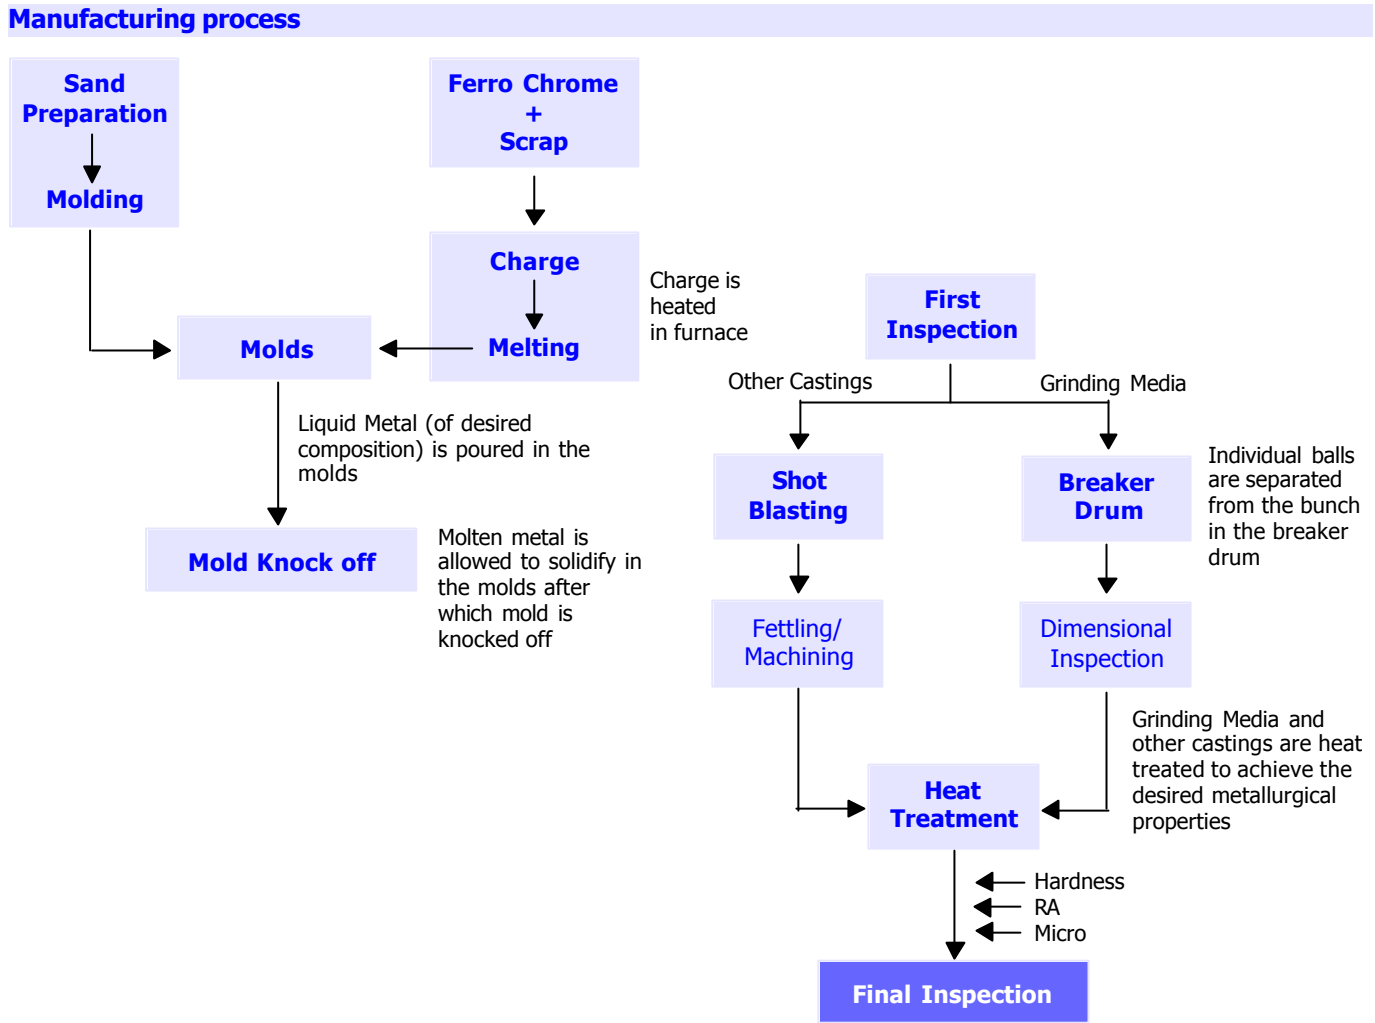 Manufacturing process
Sand
Preparation
Molding
Ferro Chrome
+
Scrap
Charge
Melting
Charge is
heated
in furnace
Molds
Liquid Metal (of desired
composition) is poured in the
molds
Mold Knock off
Molten metal is
allowed to solidify in
the molds after
which mold is
knocked off
First
Inspection
Other Castings
Grinding Media
Shot
Blasting
Breaker
Drum
Individual balls
are separated
from the bunch
in the breaker
drum
Fettling/
Machining
Dimensional
Inspection
Grinding Media and
other castings are heat
treated to achieve the
desired metallurgical
properties
Heat
Treatment
Hardness
RA
Micro
Final Inspection